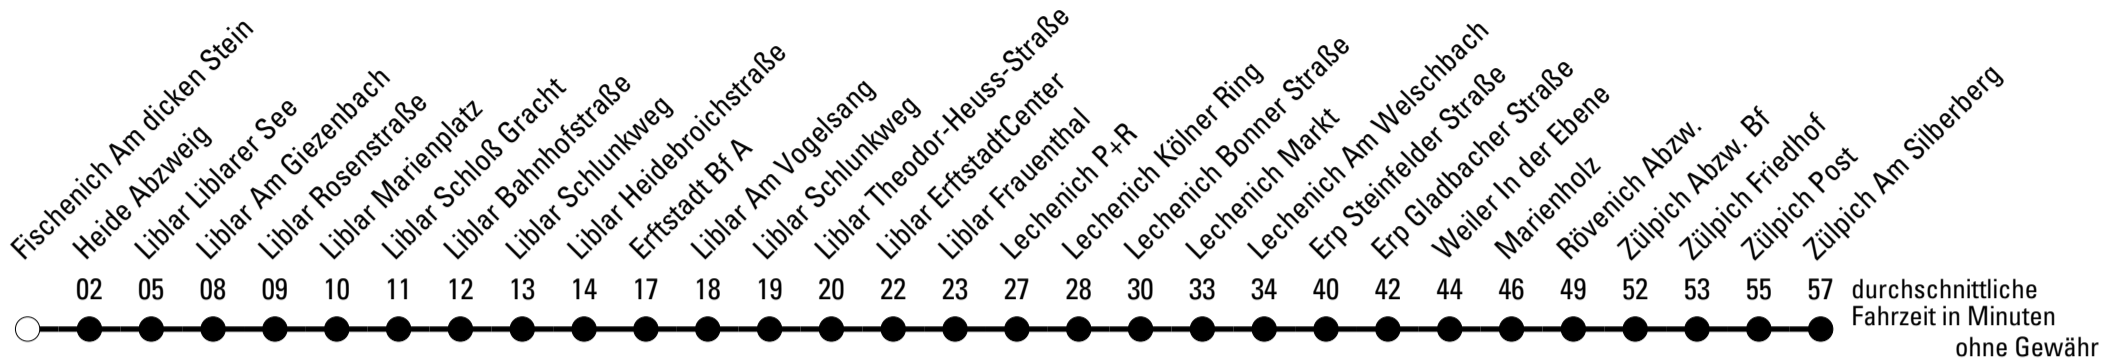 Fischenich Am dicken Stein
Heide Abzweig
Liblar Liblarer See
Liblar Am Giezenbach
Liblar Rosenstraße
Liblar Marienplatz
Liblar Schloß Gracht
Liblar Bahnhofstraße
Liblar Schlunkweg
Liblar Heidebroichstraße
Erftstadt Bf A
Liblar Am Vogelsang
Liblar Schlunkweg
Liblar Theodor-Heuss-Straße
Liblar ErftstadtCenter
Liblar Frauenthal
Lechenich P+R
Lechenich Kölner Ring
Lechenich Bonner Straße
Lechenich Markt
Lechenich Am Welschbach
Erp Steinfelder Straße
Erp Gladbacher Straße
Weiler In der Ebene
Marienholz
Rövenich Abzw.
Zülpich Abzw. Bf
Zülpich Friedhof
Zülpich Post
Zülpich Am Silberberg
02 05 08 09 10 11 12 13 14 17 18 19 20 22 23 27 28 30 33 34 40 42 44 46 49 52 53 55 57
durchschnittliche
Fahrzeit in Minuten
ohne Gewähr